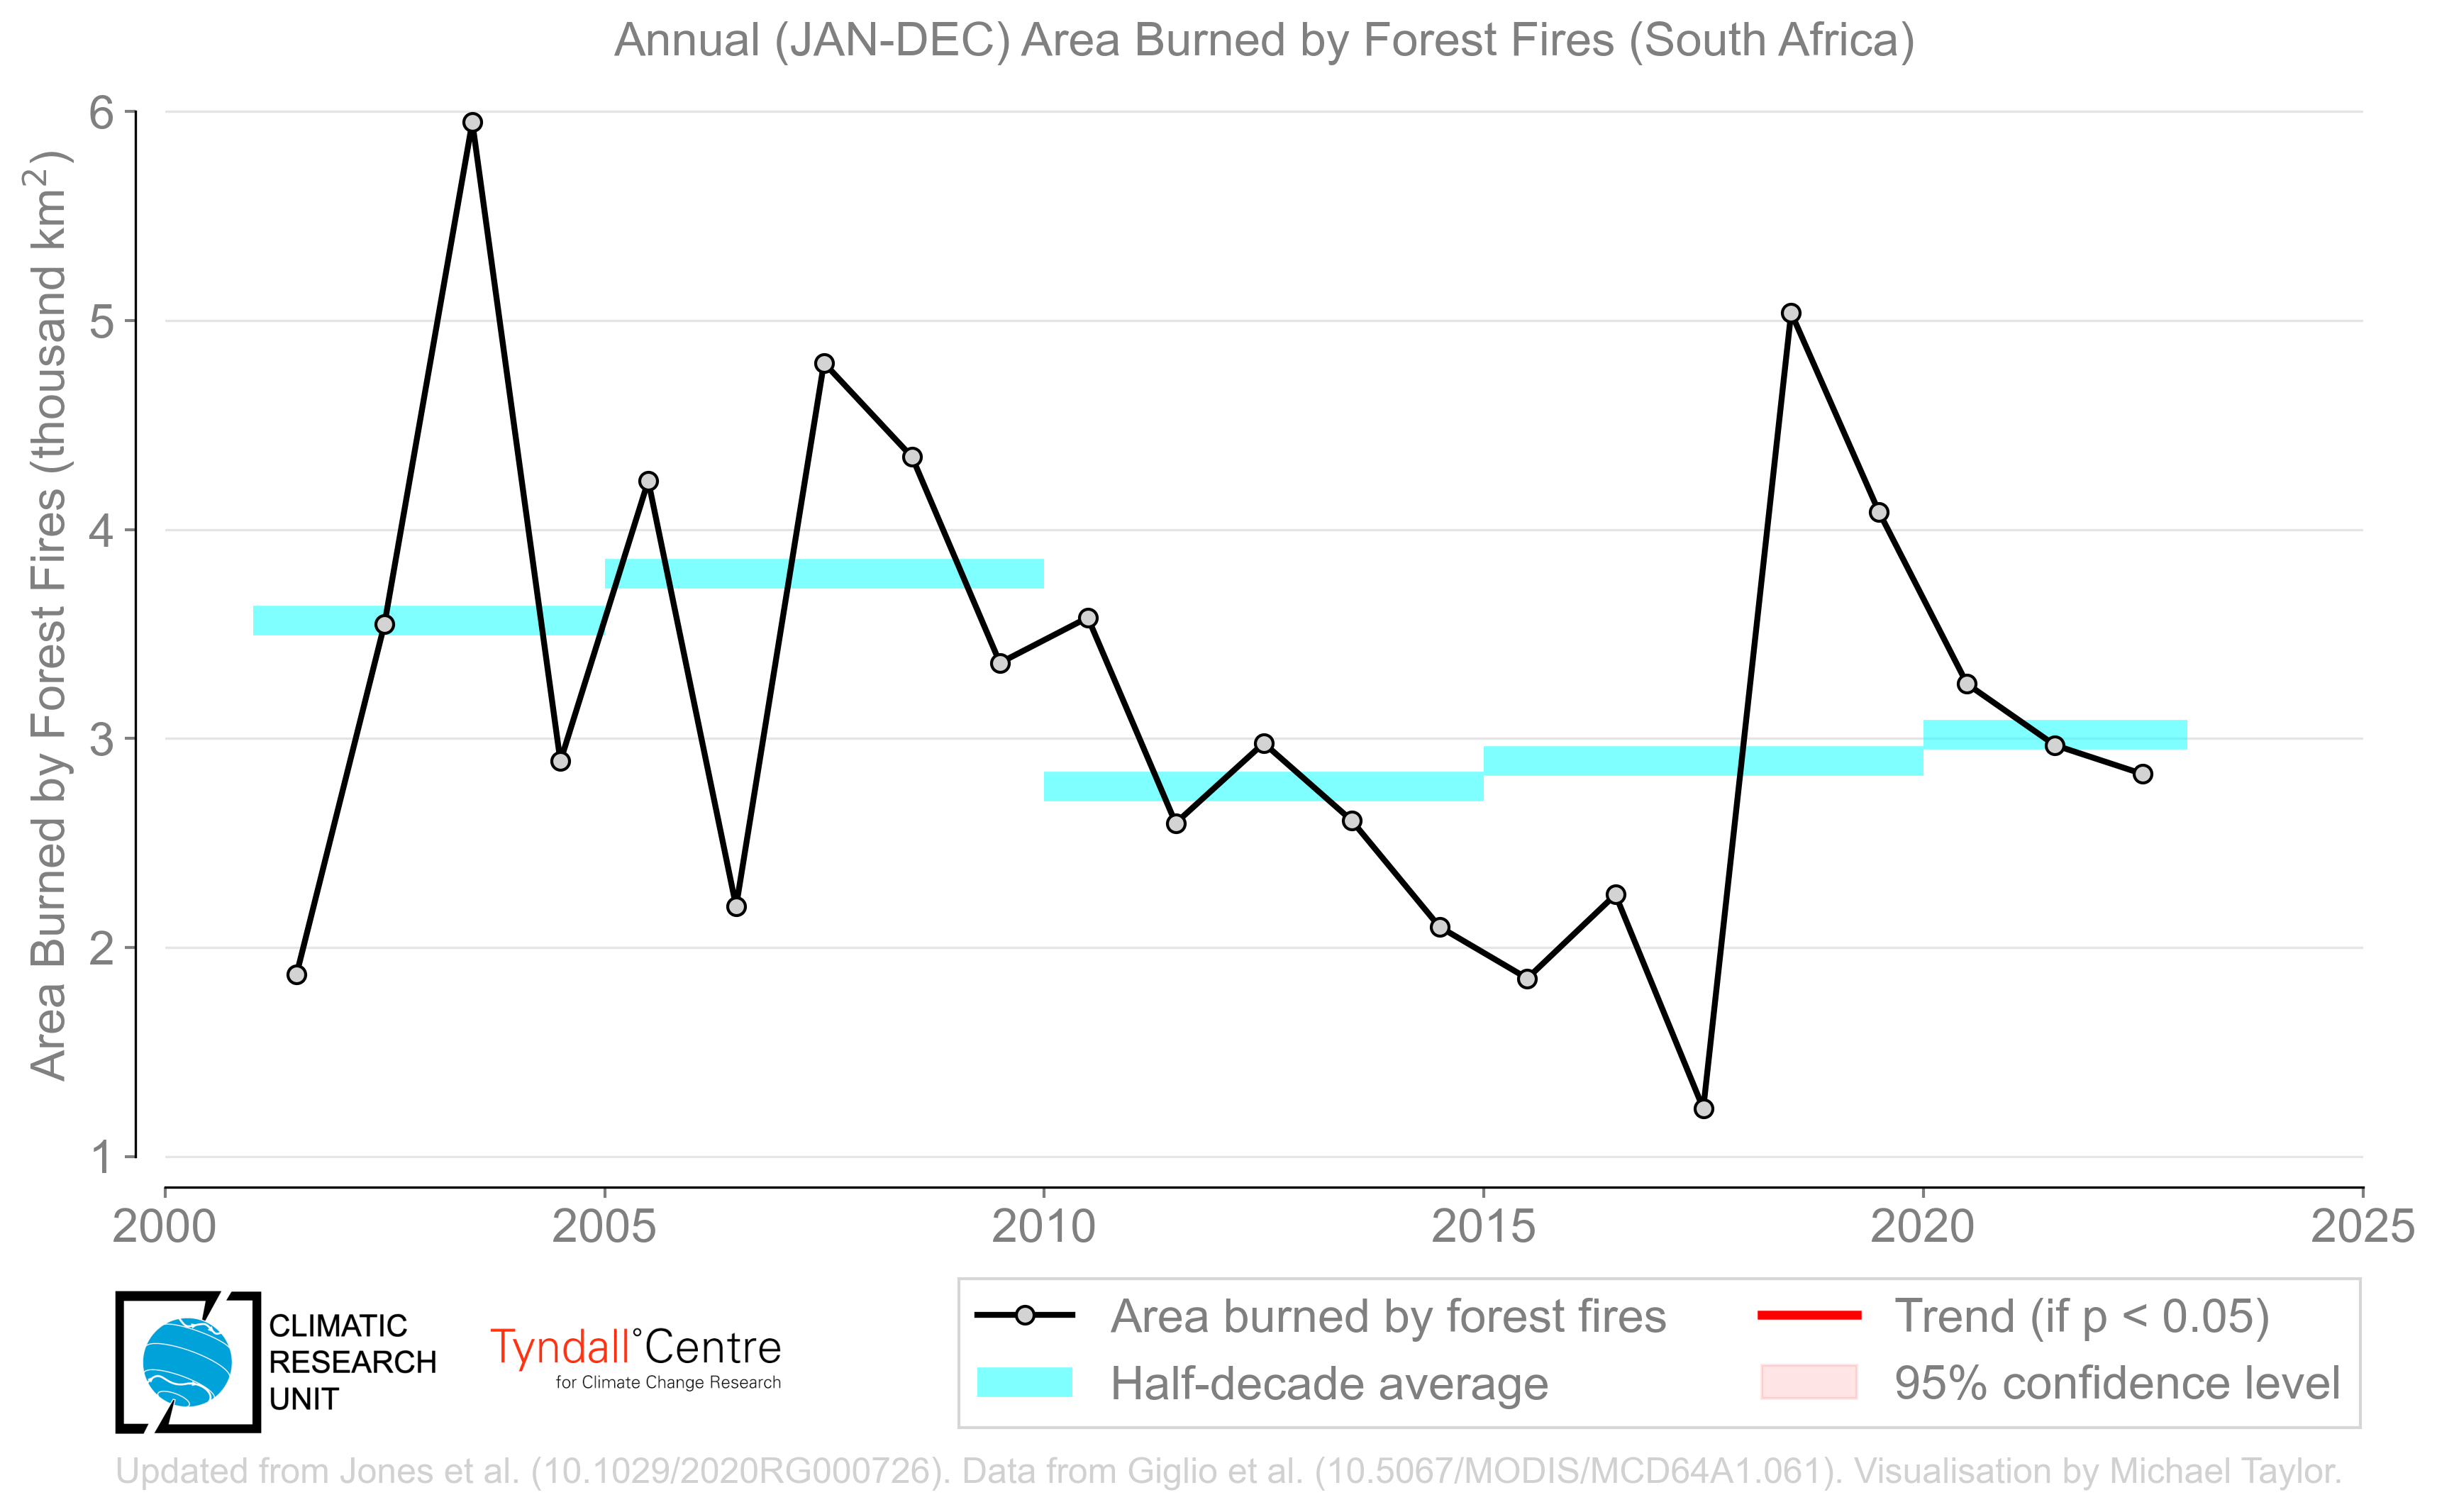 Annual (JAN-DEC) Area Burned by Forest Fires (South Africa)
Area Burned by Forest Fires (thousand km²)
6
5
4
3
2
1
2000 2005 2010 2015 2020 2025
CLIMATIC
RESEARCH
UNIT
Tyndall°Centre
for Climate Change Research
Area burned by forest fires
Half-decade average
Trend (if p < 0.05)
95% confidence level
Updated from Jones et al. (10.1029/2020RG000726). Data from Giglio et al. (10.5067/MODIS/MCD64A1.061). Visualisation by Michael Taylor.